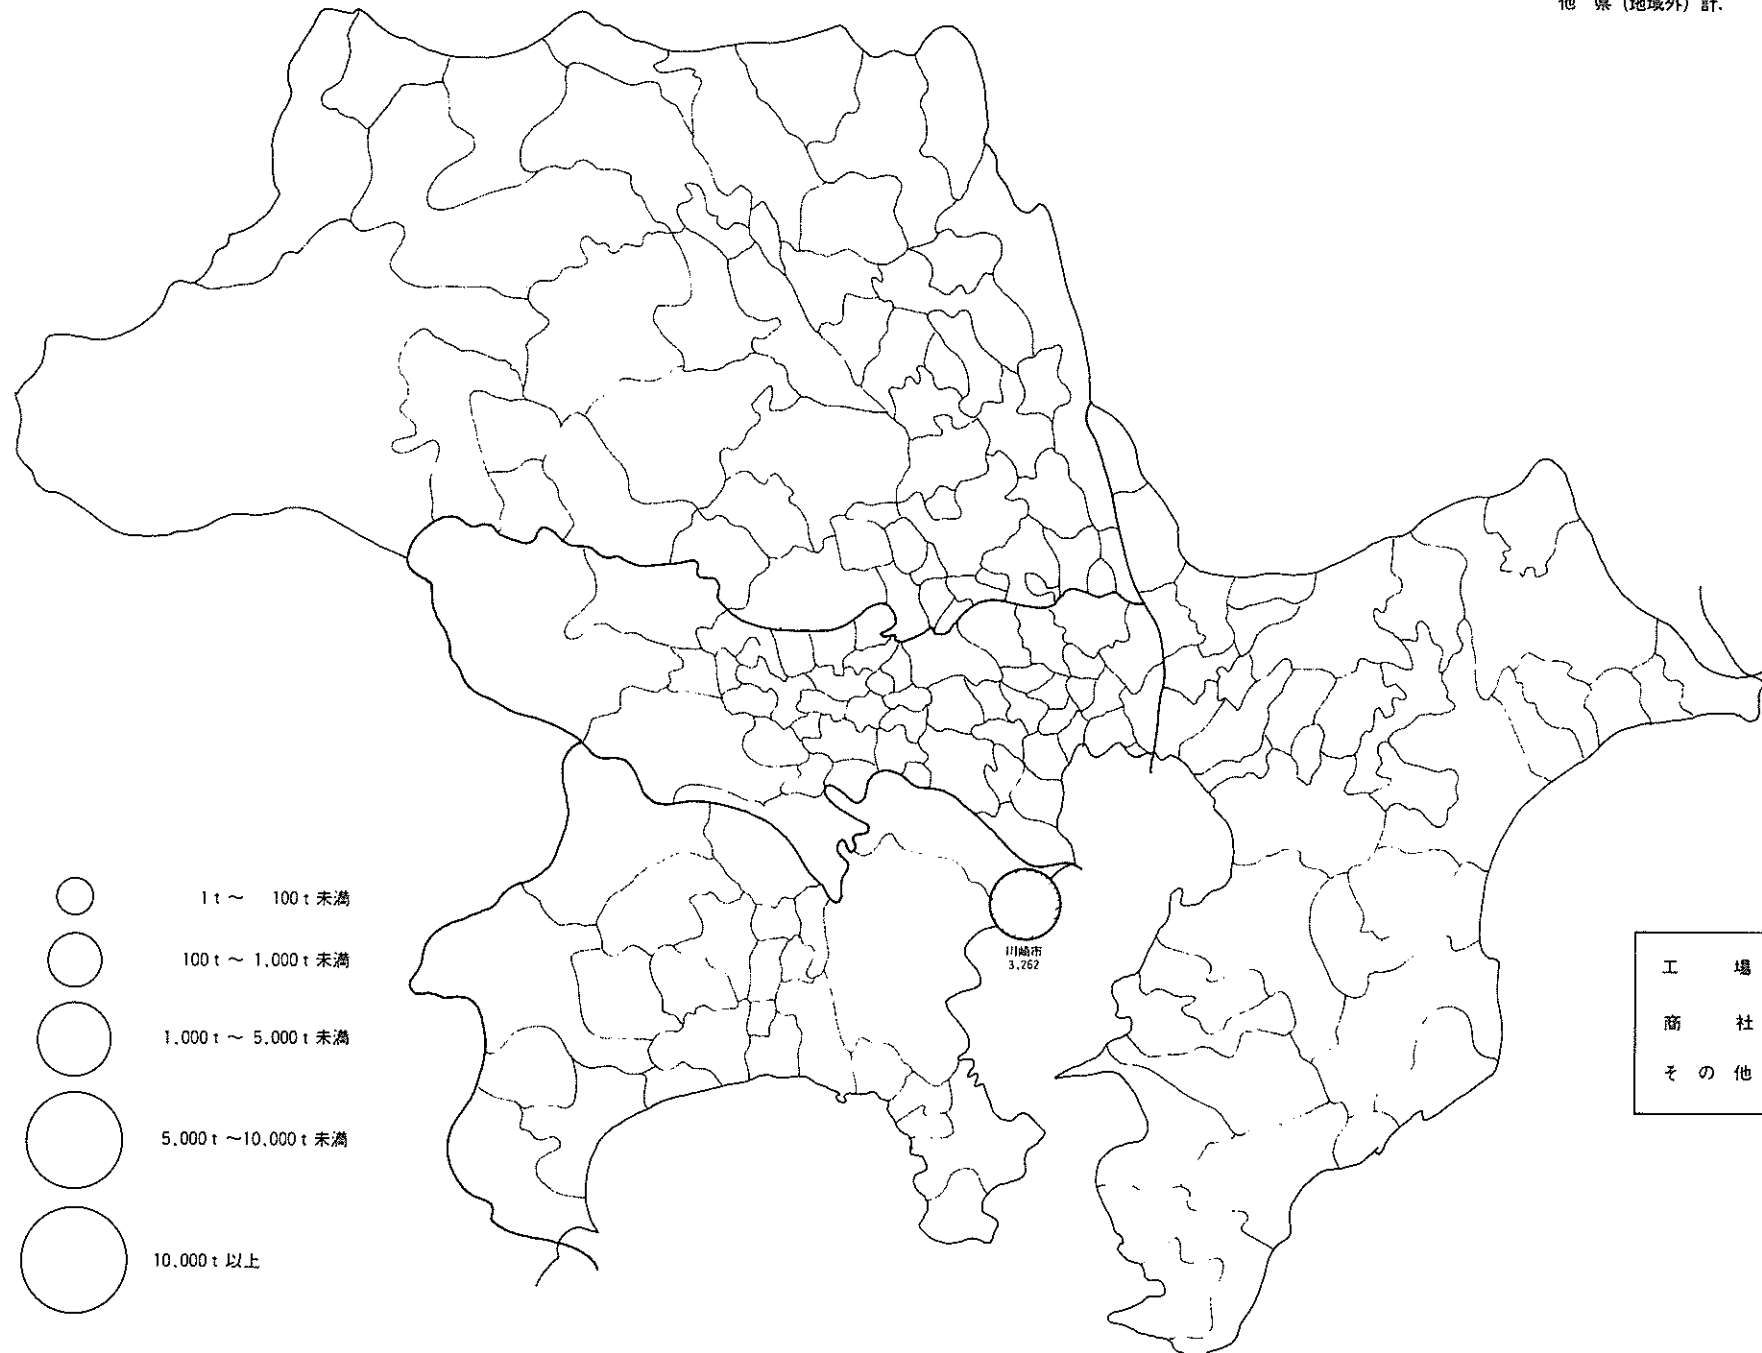 他 県 (地域外) 計.
1t ～ 100t 未満
100t ～ 1,000t 未満
1,000t ～ 5,000t 未満
5,000t ～10,000t 未満
10,000t 以上
川崎市
3,262
工 場
商 社
そ の 他